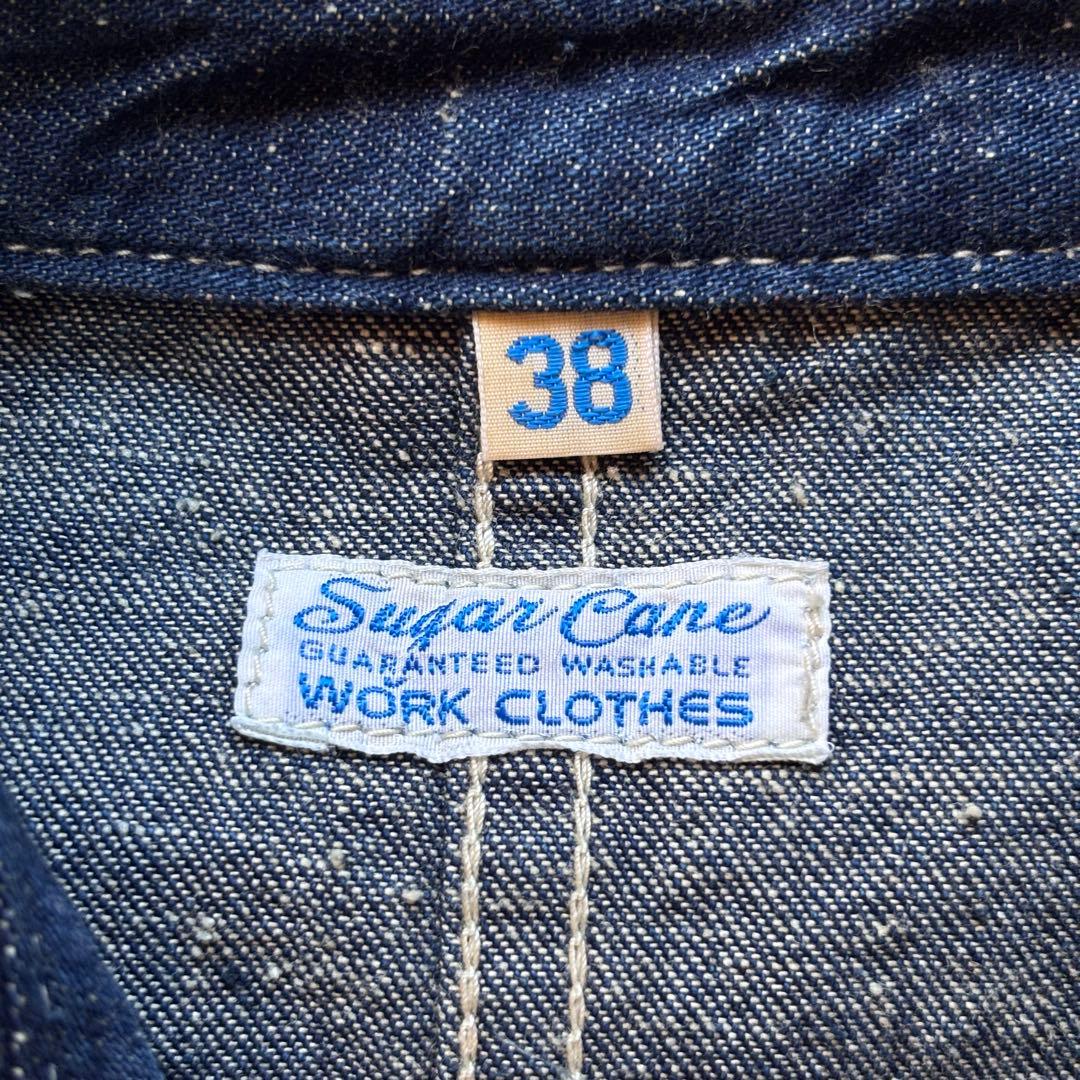 38
Sugar Cane
GUARANTEED WASHABLE
WORK CLOTHES